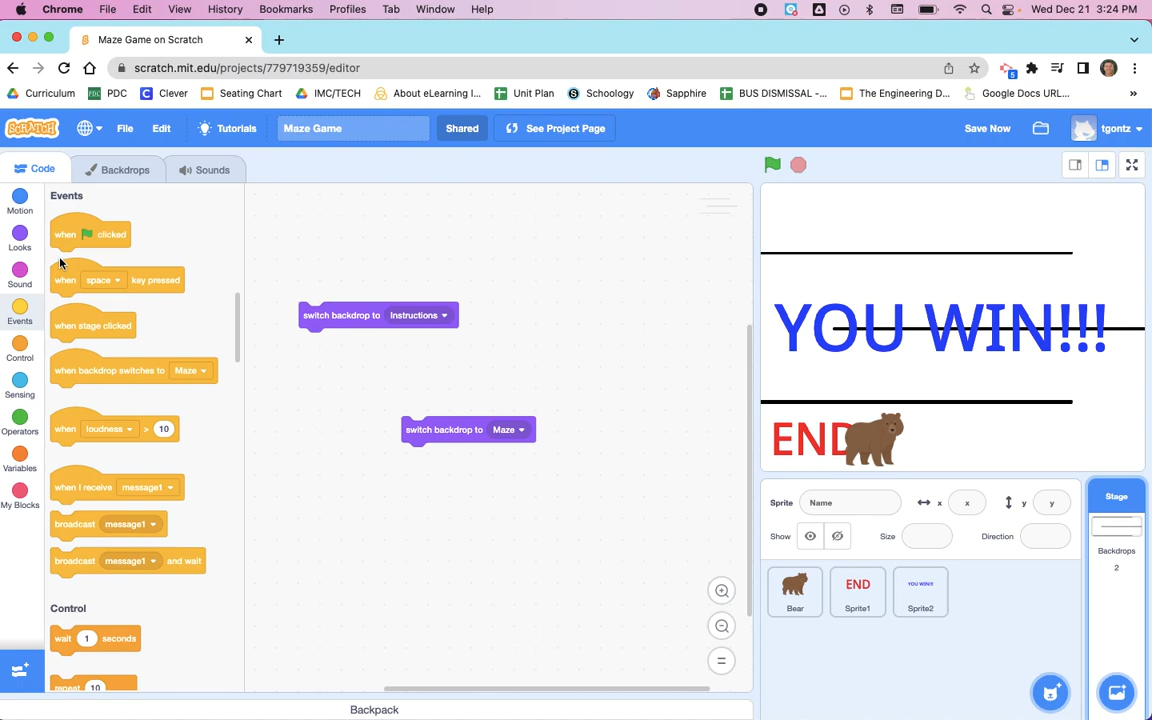 Chrome File Edit View History Bookmarks Profiles Tab Window Help Wed Dec 21 3:24 PM
Maze Game on Scratch
scratch.mit.edu/projects/779719359/editor 5
Curriculum PDC Clever Seating Chart IMC/TECH About eLearning I... Unit Plan Schoology Sapphire BUS DISMISSAL -... The Engineering D... Google Docs URL...
SCRATCH File Edit Tutorials Maze Game Shared See Project Page Save Now tgontz
Code Backdrops Sounds
Motion
Looks
Sound
Events
Control
Sensing
Operators
Variables
My Blocks
Events
when clicked
when space key pressed
when stage clicked
when backdrop switches to Maze
when loudness > 10
when I receive message1
broadcast message1
broadcast message1 and wait
Control
wait 1 seconds
repeat 10
switch backdrop to Instructions
switch backdrop to Maze
Backpack
YOU WIN!!!
END
Sprite Name x x y y
Show Size Direction
Bear
END
Sprite1
YOU WIN!!!
Sprite2
Stage
Backdrops
2